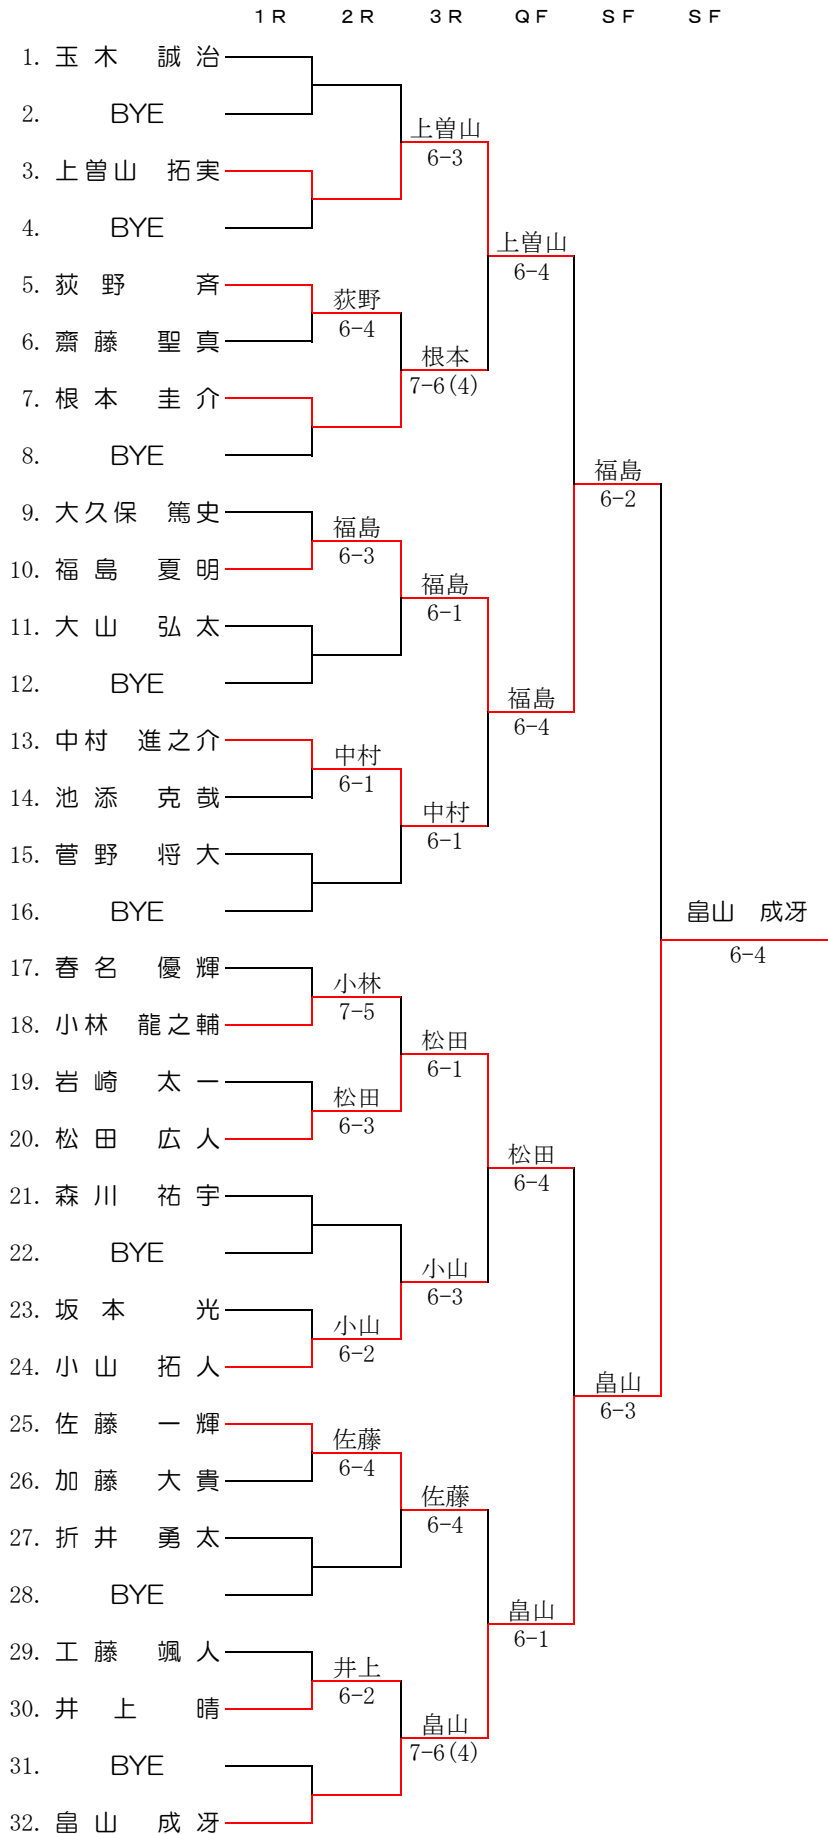 1R 2R 3R QF SF SF
1. 玉木 誠治
2. BYE
上曽山
6-3
3. 上曽山 拓実
4. BYE
上曽山
6-4
5. 荻野 斉
荻野
6-4
6. 齋藤 聖真
根本
7-6(4)
7. 根本 圭介
8. BYE
福島
6-2
9. 大久保 篤史
福島
6-3
10. 福島 夏明
福島
6-1
11. 大山 弘太
12. BYE
福島
6-4
13. 中村 進之介
中村
6-1
14. 池添 克哉
中村
6-1
15. 菅野 将大
16. BYE
畠山 成冴
6-4
17. 春名 優輝
小林
7-5
18. 小林 龍之輔
松田
6-1
19. 岩崎 太一
松田
6-3
20. 松田 広人
松田
6-4
21. 森川 祐宇
22. BYE
小山
6-3
23. 坂本 光
小山
6-2
24. 小山 拓人
畠山
6-3
25. 佐藤 一輝
佐藤
6-4
26. 加藤 大貴
佐藤
6-4
27. 折井 勇太
28. BYE
畠山
6-1
29. 工藤 颯人
井上
6-2
30. 井上 晴
畠山
7-6(4)
31. BYE
32. 畠山 成冴